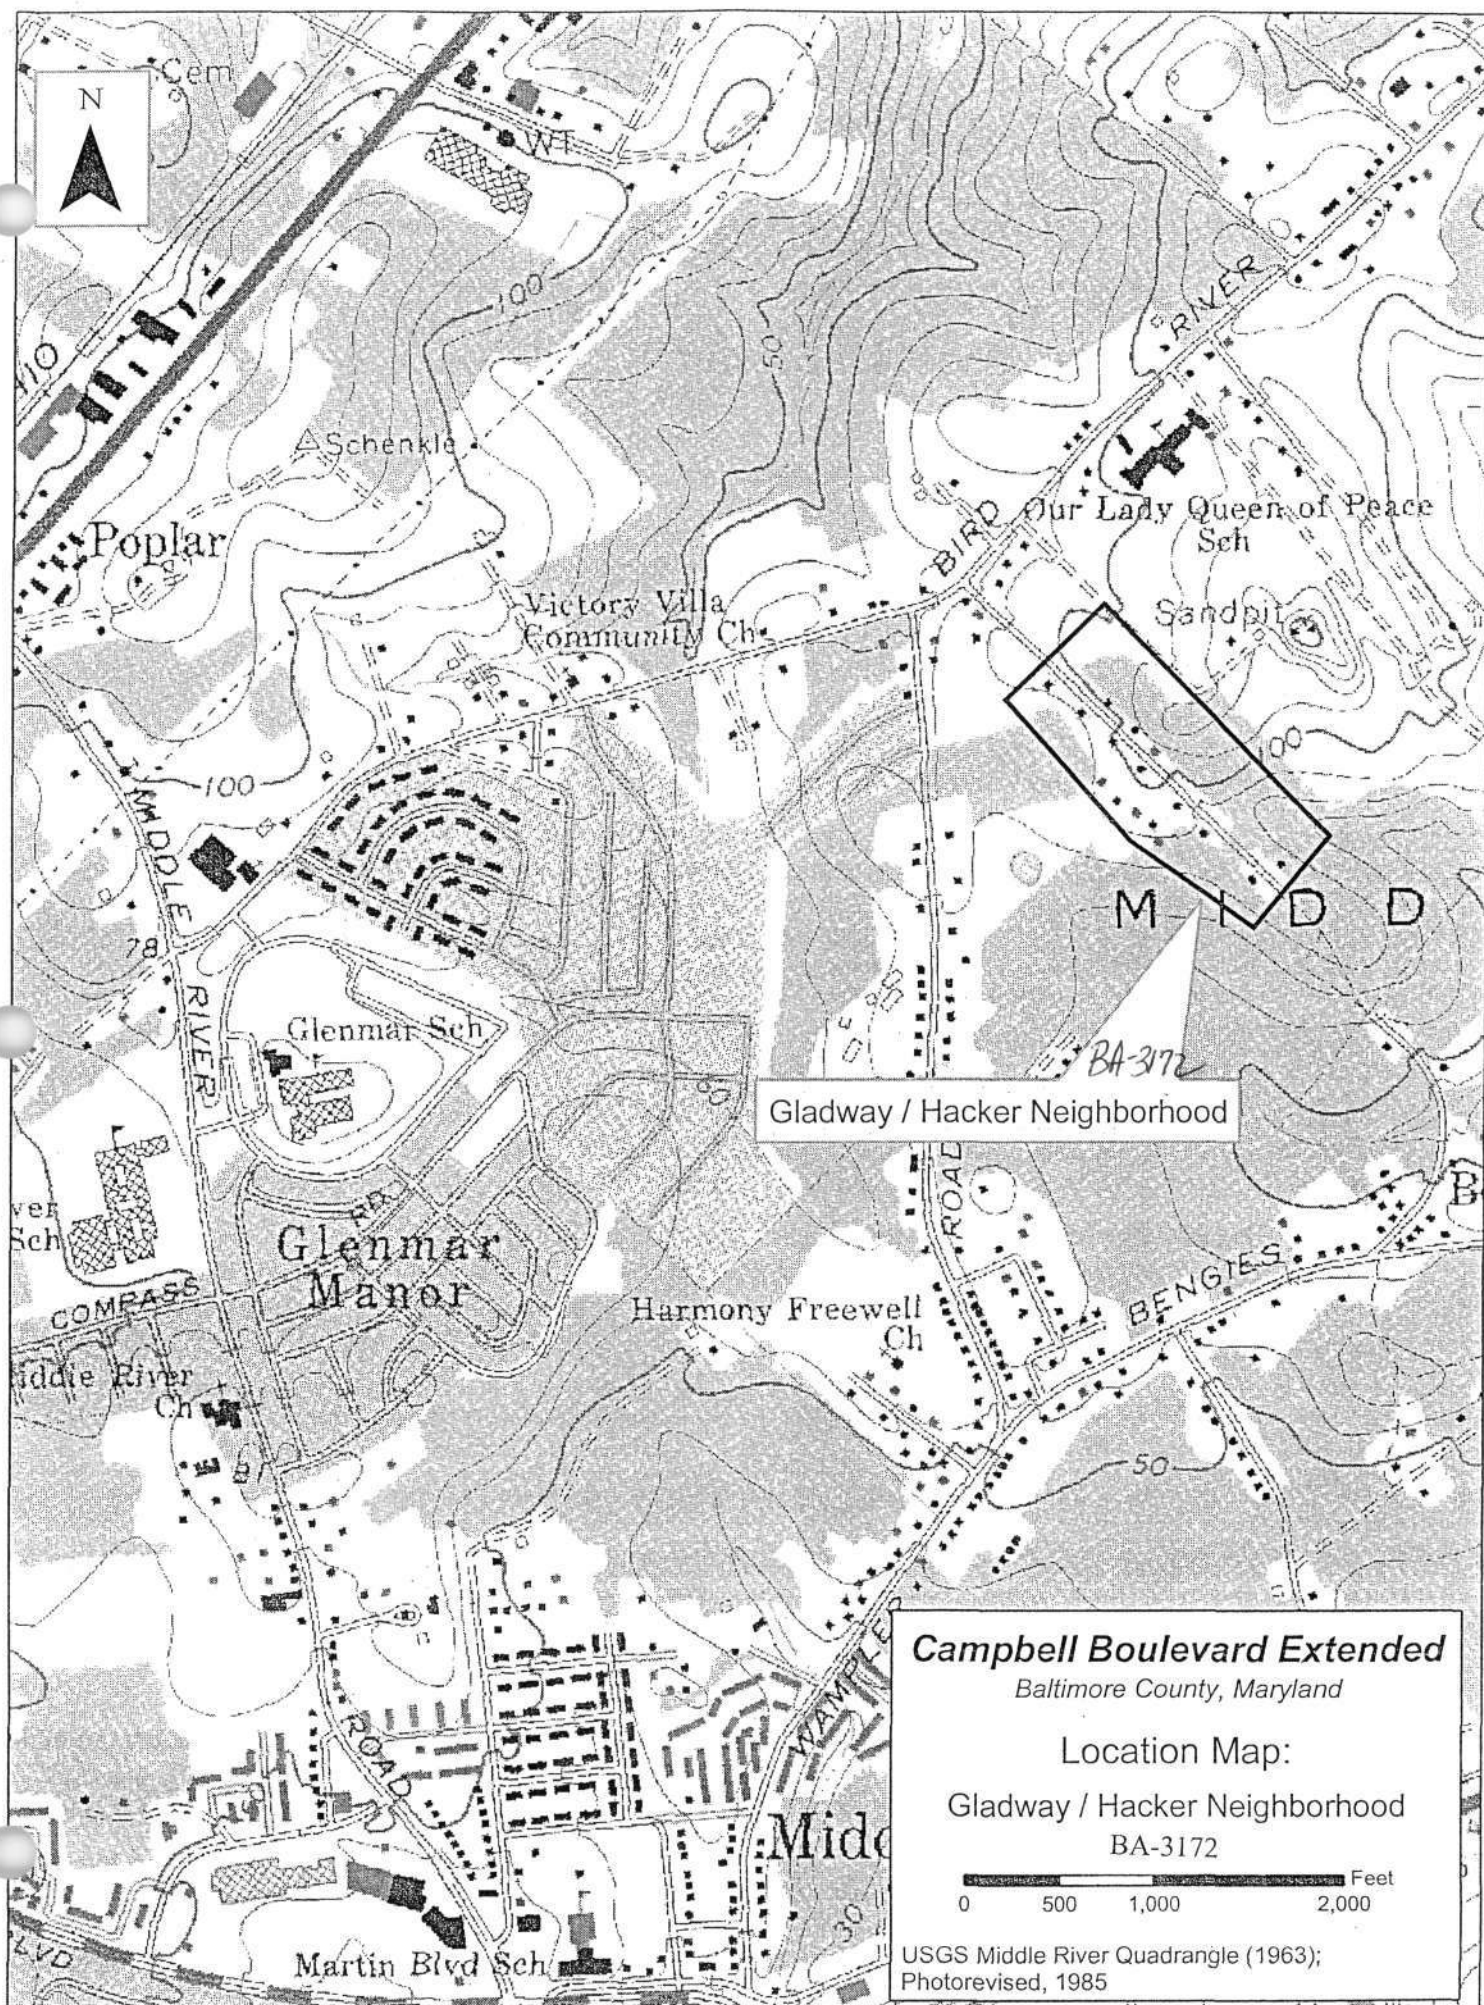 Cem
N
WT
100
50
RIVER
Schenkle
Poplar
BIRD
Our Lady Queen of Peace
Sch
Victory Villa
Community Ch
Sandpit
100
100
MIDDLE
78
RIVER
M I D D
Glenmar Sch
BA-3172
Gladway / Hacker Neighborhood
ROAD
B
ver
Sch
RD
Glenmar
Manor
COMPASS
BENGIES
Harmony Freewell
Ch
iddle River
Ch
50
ROAD
WAMPLER
Midd
30
Martin Blvd Sch
BLVD
Campbell Boulevard Extended
Baltimore County, Maryland
Location Map:
Gladway / Hacker Neighborhood
BA-3172
Feet
0 500 1,000 2,000
USGS Middle River Quadrangle (1963);
Photorevised, 1985